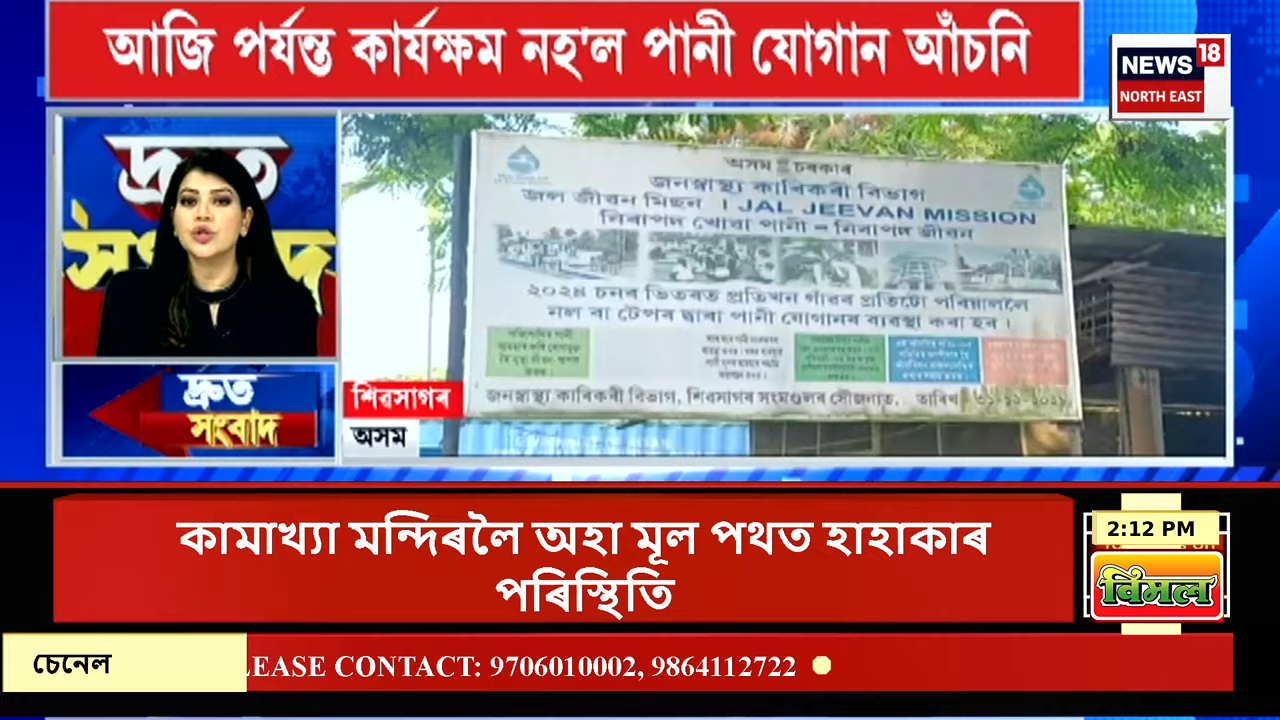 আজি পৰ্যন্ত কাৰ্যক্ষম নহ'ল পানী যোগান আঁচনি
NEWS 18
NORTH EAST
দ্ৰুত
সংবাদ
অসম চৰকাৰ
জনস্বাস্থ্য কাৰিকৰী বিভাগ
জল জীৱন মিছন । JAL JEEVAN MISSION
নিৰাপদ খোৱা পানী = নিৰাপদ জীৱন
২০২৪ চনৰ ভিতৰত প্ৰতিখন গাঁৱৰ প্ৰতিটো পৰিয়াললৈ
নল বা টেপৰ দ্বাৰা পানী যোগানৰ ব্যৱস্থা কৰা হব ।
জনস্বাস্থ্য কাৰিকৰী বিভাগ, শিৱসাগৰ সংমণ্ডলৰ সৌজন্যত, তাৰিখ
দ্ৰুত
সংবাদ
শিৱসাগৰ
অসম
কামাখ্যা মন্দিৰলৈ অহা মূল পথত হাহাকাৰ
পৰিস্থিতি
2:12 PM
विमल
চেনেল
LEASE CONTACT: 9706010002, 9864112722